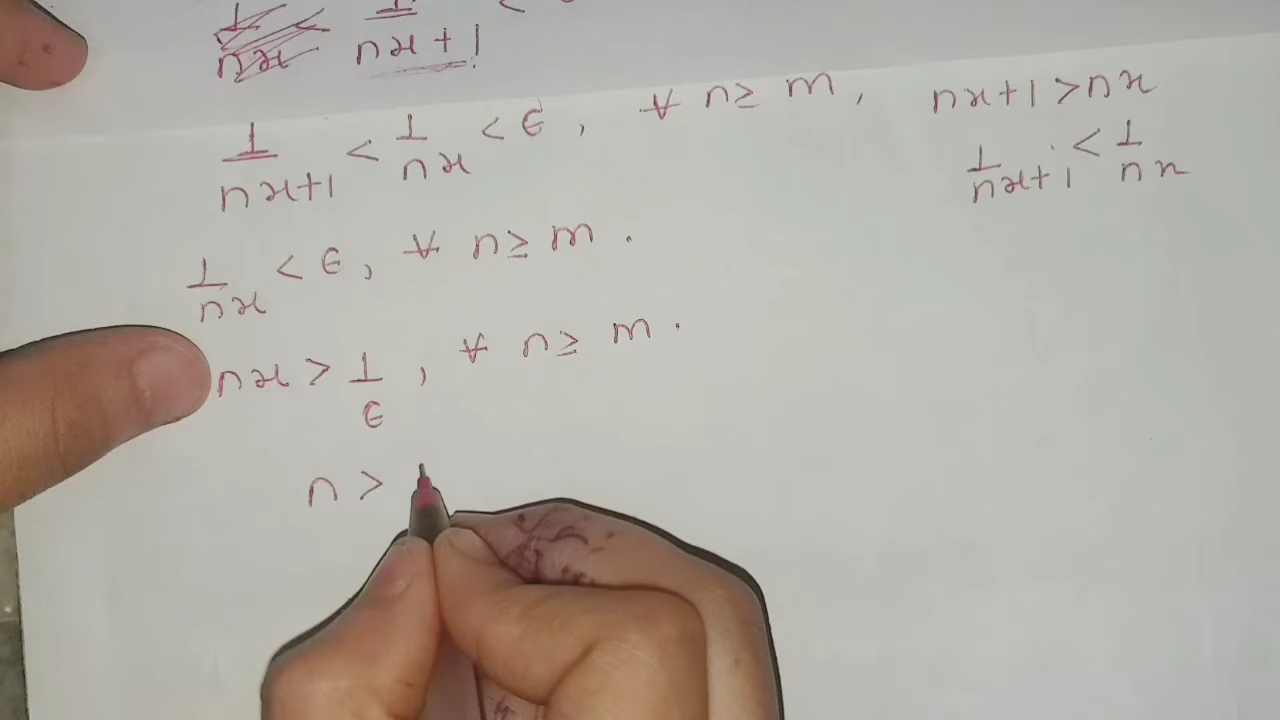 1/(nx+1) <
1/(nx+1) < 1/nx < ϵ, ∀ n ≥ m, nx+1 > nx
1/(nx+1) < 1/nx
1/nx < ϵ, ∀ n ≥ m.
nx > 1/ϵ, ∀ n ≥ m.
n >